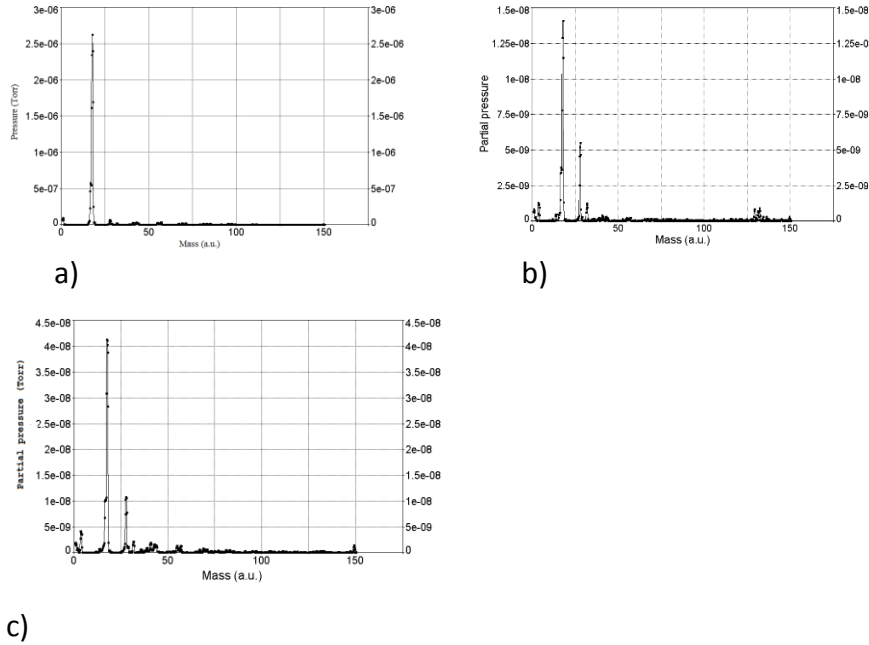 3e-06 3e-06
2.5e-06 2.5e-06
2e-06 2e-06
1.5e-06 1.5e-06
1e-06 1e-06
5e-07 5e-07
0 0
0 50 100 150
Pressure (Torr)
Mass (a.u.)
a)
1.5e-08 1.5e-08
1.25e-08 1.25e-0
1e-08 1e-08
7.5e-09 7.5e-09
5e-09 5e-09
2.5e-09 2.5e-09
0 0
0 50 100 150
Partial pressure
Mass (a.u.)
b)
4.5e-08 4.5e-08
4e-08 4e-08
3.5e-08 3.5e-08
3e-08 3e-08
2.5e-08 2.5e-08
2e-08 2e-08
1.5e-08 1.5e-08
1e-08 1e-08
5e-09 5e-09
0 0
0 50 100 150
Partial pressure (Torr)
Mass (a.u.)
c)